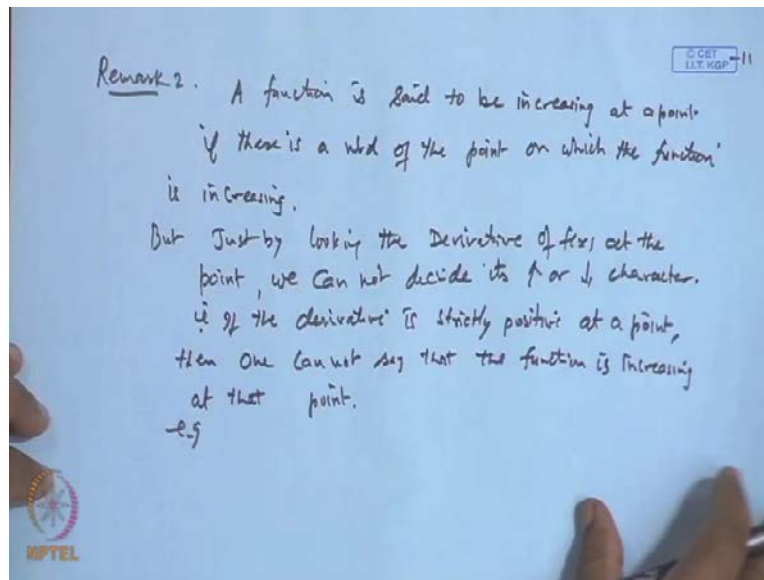 © CET
I.I.T. KGP
-11
Remark 2. A function is said to be increasing at a point
if there is a nbd of the point on which the function
is increasing.
But Just by looking the Derivative of f(x) at the
point, we can not decide its ↑ or ↓ character.
ie if the derivative is strictly positive at a point,
then one can not say that the function is increasing
at that point.
e.g
NPTEL